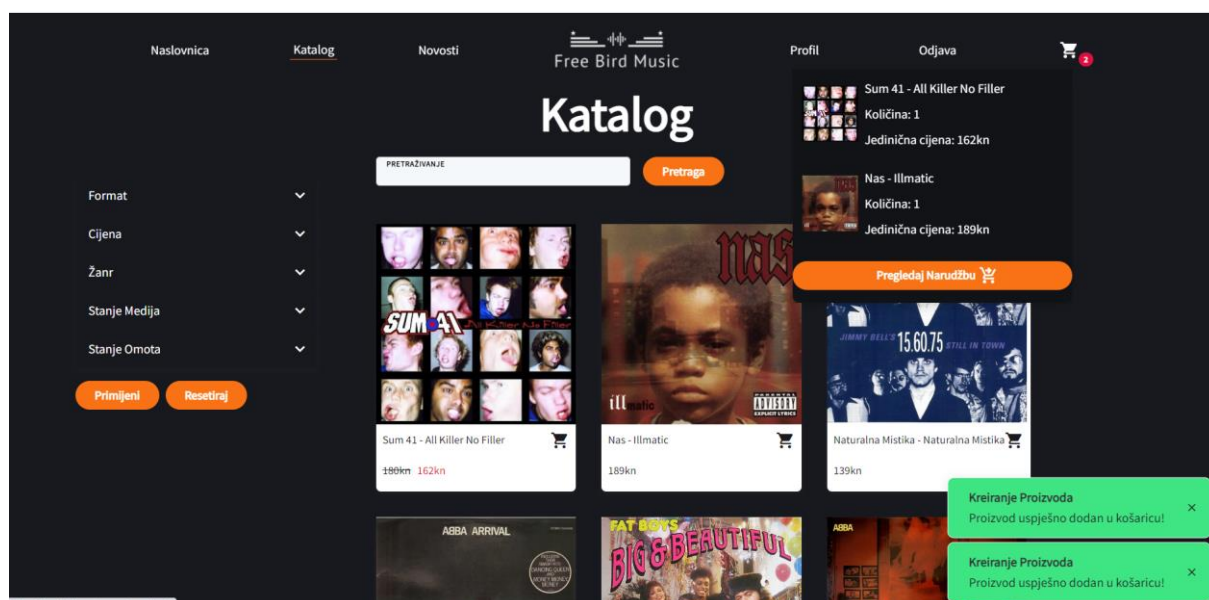 Naslovnica
Katalog
Novosti
Free Bird Music
Profil
Odjava
2
Katalog
PRETRAŽIVANJE
Pretraga
Sum 41 - All Killer No Filler
Količina: 1
Jedinična cijena: 162kn
Nas - Illmatic
Količina: 1
Jedinična cijena: 189kn
Pregledaj Narudžbu
Format
Cijena
Žanr
Stanje Medija
Stanje Omota
Primijeni
Resetiraj
SUM 41
All Killer No Filler
nas
illmatic
PARENTAL
ADVISORY
EXPLICIT LYRICS
JIMMY BELL'S 15.60.75 STILL IN TOWN
Sum 41 - All Killer No Filler
180kn 162kn
Nas - Illmatic
189kn
Naturalna Mistika - Naturalna Mistika
139kn
ABBA ARRIVAL
FAT BOYS
BIG & BEAUTIFUL
ABBA
Kreiranje Proizvoda
Proizvod uspješno dodan u košaricu!
×
Kreiranje Proizvoda
Proizvod uspješno dodan u košaricu!
×